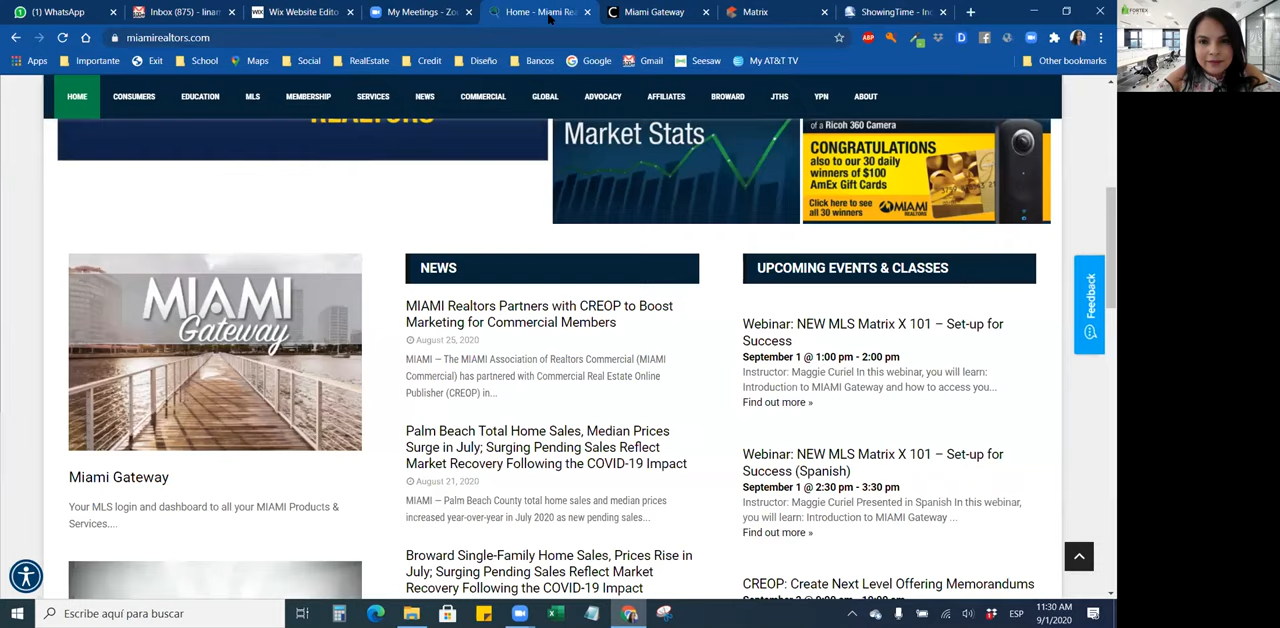 (1) WhatsApp
Inbox (875) - linam
Wix Website Edito
My Meetings - Zo
Home - Miami Rea
Miami Gateway
Matrix
ShowingTime - In
miamirealtors.com
Apps
Importante
Exit
School
Maps
Social
RealEstate
Credit
Diseño
Bancos
Google
Gmail
Seesaw
My AT&T TV
Other bookmarks
HOME
CONSUMERS
EDUCATION
MLS
MEMBERSHIP
SERVICES
NEWS
COMMERCIAL
GLOBAL
ADVOCACY
AFFILIATES
BROWARD
JTHS
YPN
ABOUT
REALTORS
Market Stats
of a Ricoh 360 Camera
CONGRATULATIONS
also to our 30 daily
winners of $100
AmEx Gift Cards
Click here to see
all 30 winners
MIAMI
MIAMI
Gateway
Miami Gateway
Your MLS login and dashboard to all your MIAMI Products &
Services....
NEWS
MIAMI Realtors Partners with CREOP to Boost
Marketing for Commercial Members
August 25, 2020
MIAMI — The MIAMI Association of Realtors Commercial (MIAMI
Commercial) has partnered with Commercial Real Estate Online
Publisher (CREOP) in...
Palm Beach Total Home Sales, Median Prices
Surge in July; Surging Pending Sales Reflect
Market Recovery Following the COVID-19 Impact
August 21, 2020
MIAMI — Palm Beach County total home sales and median prices
increased year-over-year in July 2020 as new pending sales...
Broward Single-Family Home Sales, Prices Rise in
July; Surging Pending Sales Reflect Market
Recovery Following the COVID-19 Impact
UPCOMING EVENTS & CLASSES
Webinar: NEW MLS Matrix X 101 – Set-up for
Success
September 1 @ 1:00 pm - 2:00 pm
Instructor: Maggie Curiel In this webinar, you will learn:
Introduction to MIAMI Gateway and how to access you...
Find out more »
Webinar: NEW MLS Matrix X 101 – Set-up for
Success (Spanish)
September 1 @ 2:30 pm - 3:30 pm
Instructor: Maggie Curiel Presented in Spanish In this webinar,
you will learn: Introduction to MIAMI Gateway ...
Find out more »
CREOP: Create Next Level Offering Memorandums
Feedback
FORTEX
Escribe aquí para buscar
ESP
11:30 AM
9/1/2020